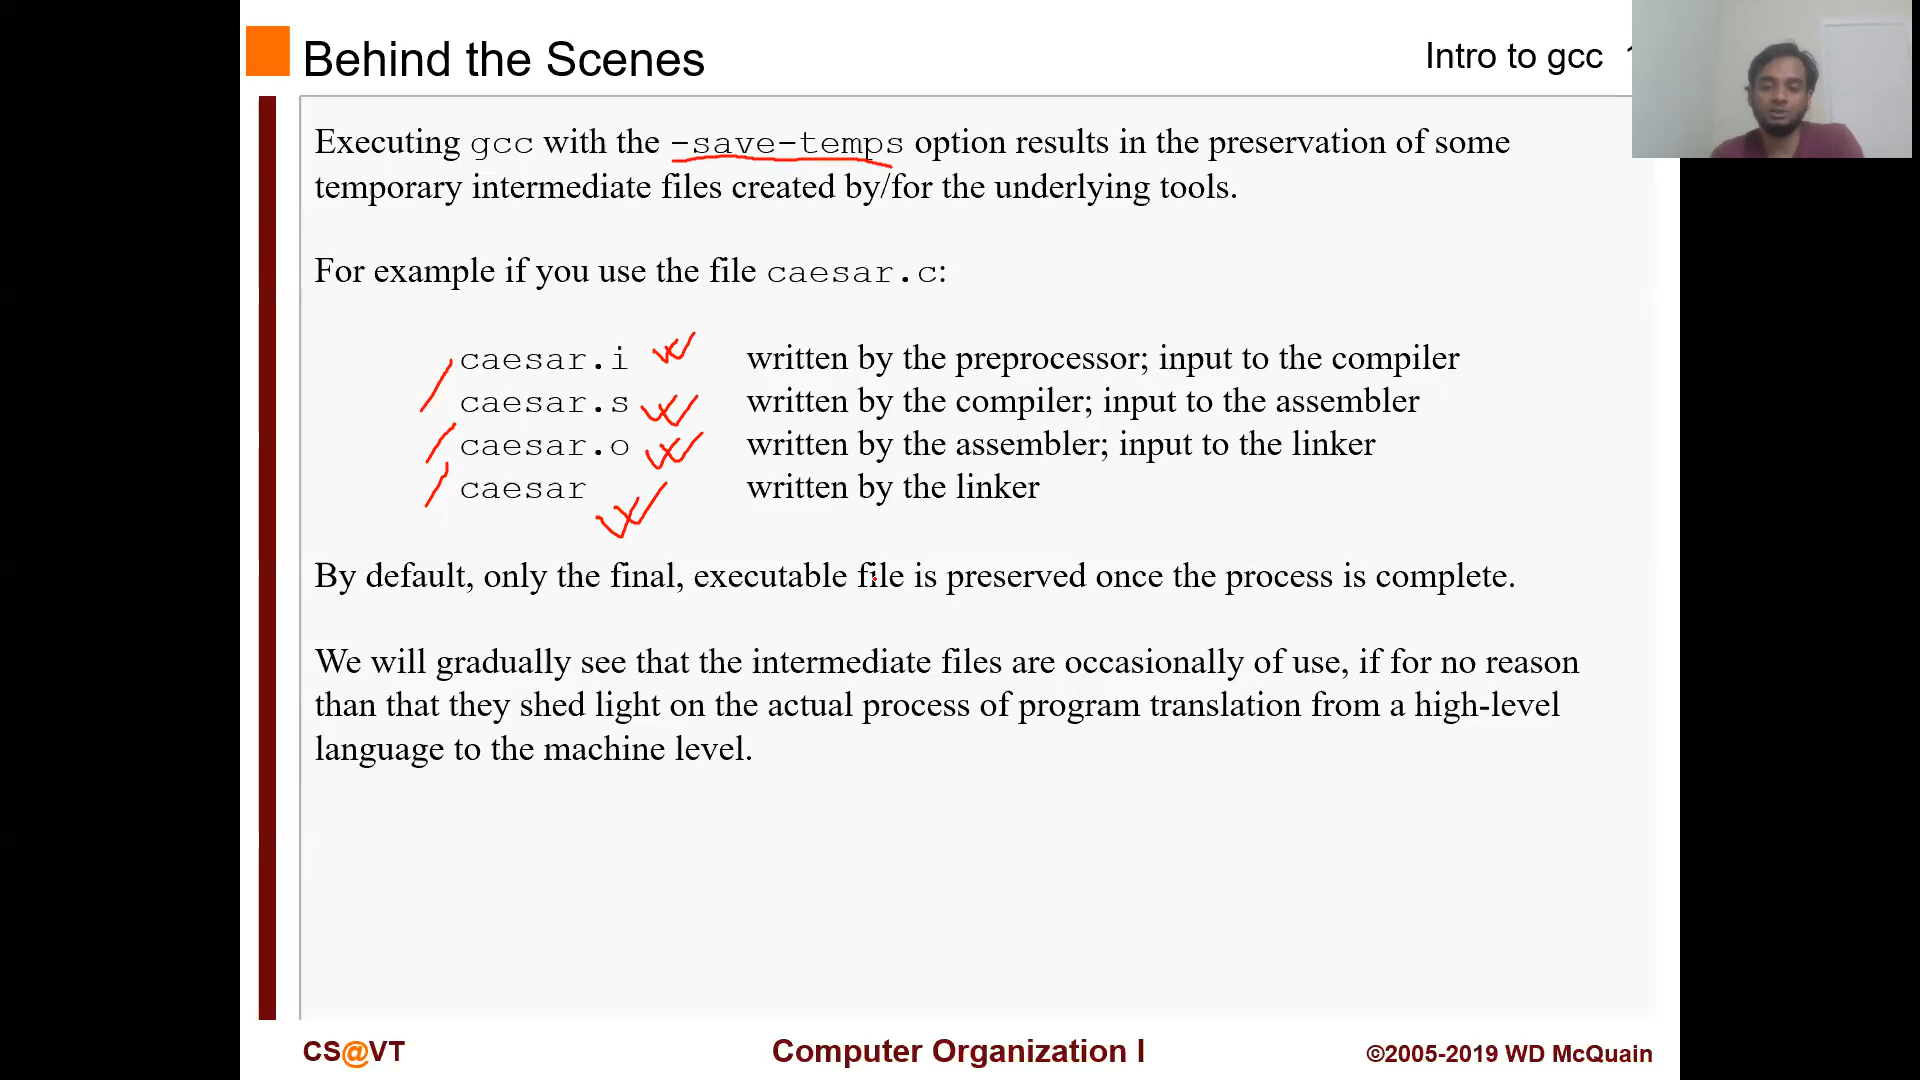 Behind the Scenes
Intro to gcc
Executing gcc with the -save-temps option results in the preservation of some
temporary intermediate files created by/for the underlying tools.
For example if you use the file caesar.c:
caesar.i written by the preprocessor; input to the compiler
caesar.s written by the compiler; input to the assembler
caesar.o written by the assembler; input to the linker
caesar written by the linker
By default, only the final, executable file is preserved once the process is complete.
We will gradually see that the intermediate files are occasionally of use, if for no reason
than that they shed light on the actual process of program translation from a high-level
language to the machine level.
CS@VT
Computer Organization I
©2005-2019 WD McQuain